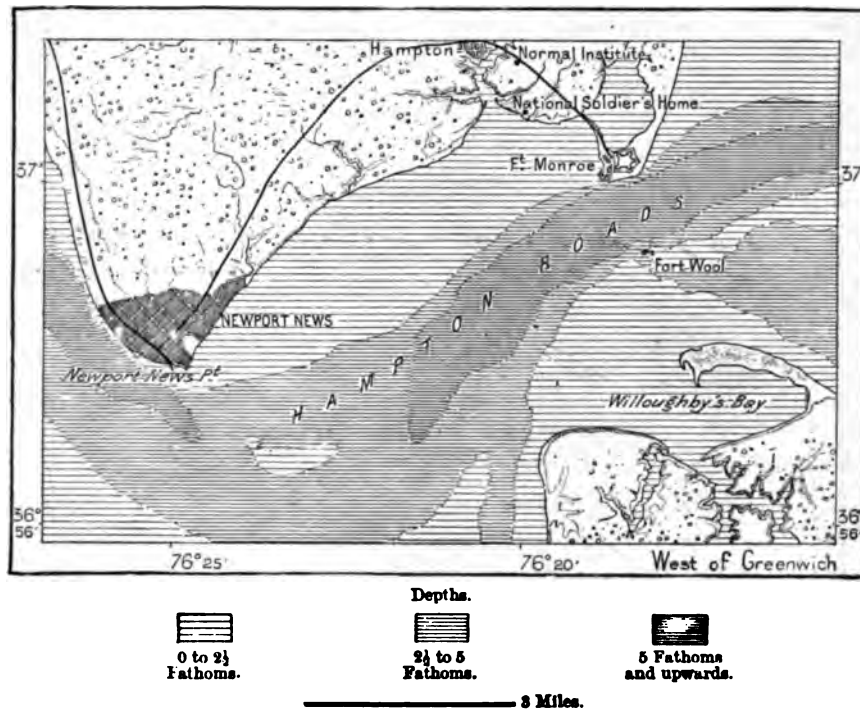 Hampton
Normal Institute
National Soldier's Home
Ft. Monroe
37°
37°
HAMPTON ROADS
Fort Wool
NEWPORT NEWS
Newport News Pt.
Willoughby's Bay
36°
56'
36°
56'
76° 25'
76° 20'
West of Greenwich
Depths.
0 to 2½
Fathoms.
2½ to 5
Fathoms.
5 Fathoms
and upwards.
3 Miles.